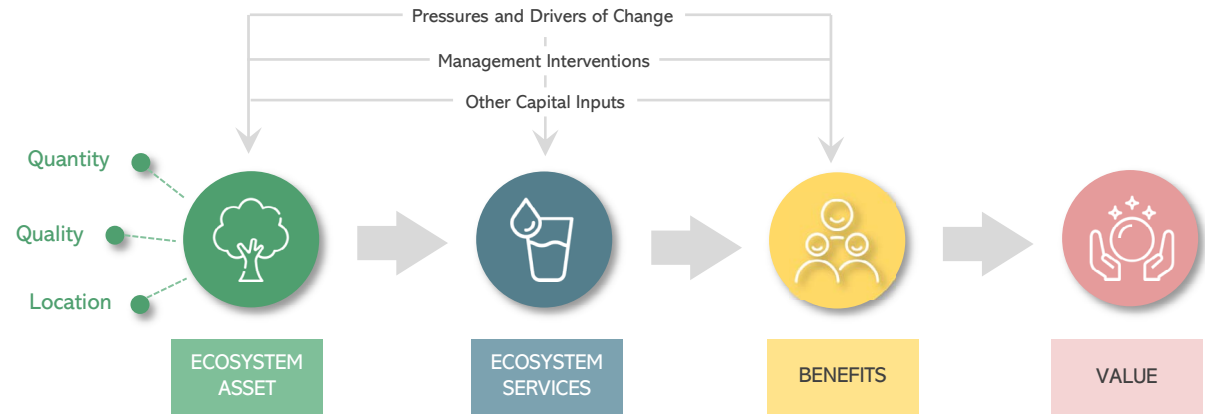 Pressures and Drivers of Change
Management Interventions
Other Capital Inputs
Quantity
Quality
Location
ECOSYSTEM
ASSET
ECOSYSTEM
SERVICES
BENEFITS
VALUE